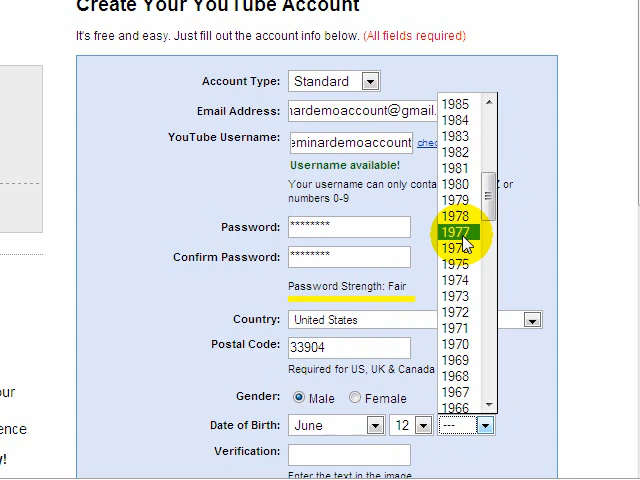 Create Your YouTube Account
It's free and easy. Just fill out the account info below. (All fields required)
Account Type: Standard
Email Address: nardemoaccount@gmail.
YouTube Username: eminardemoaccount
Username available!
Your username can only Z or
numbers 0-9
Password: ********
Confirm Password: ********
Password Strength: Fair
Country: United States
Postal Code: 33904
Required for US, UK & Canada
Gender: Male Female
Date of Birth: June 12 ---
Verification:
Enter the text in the image
1985
1984
1983
1982
1981
1980
1979
1978
1977
1975
1974
1973
1972
1971
1970
1969
1968
1967
1966
our
ence